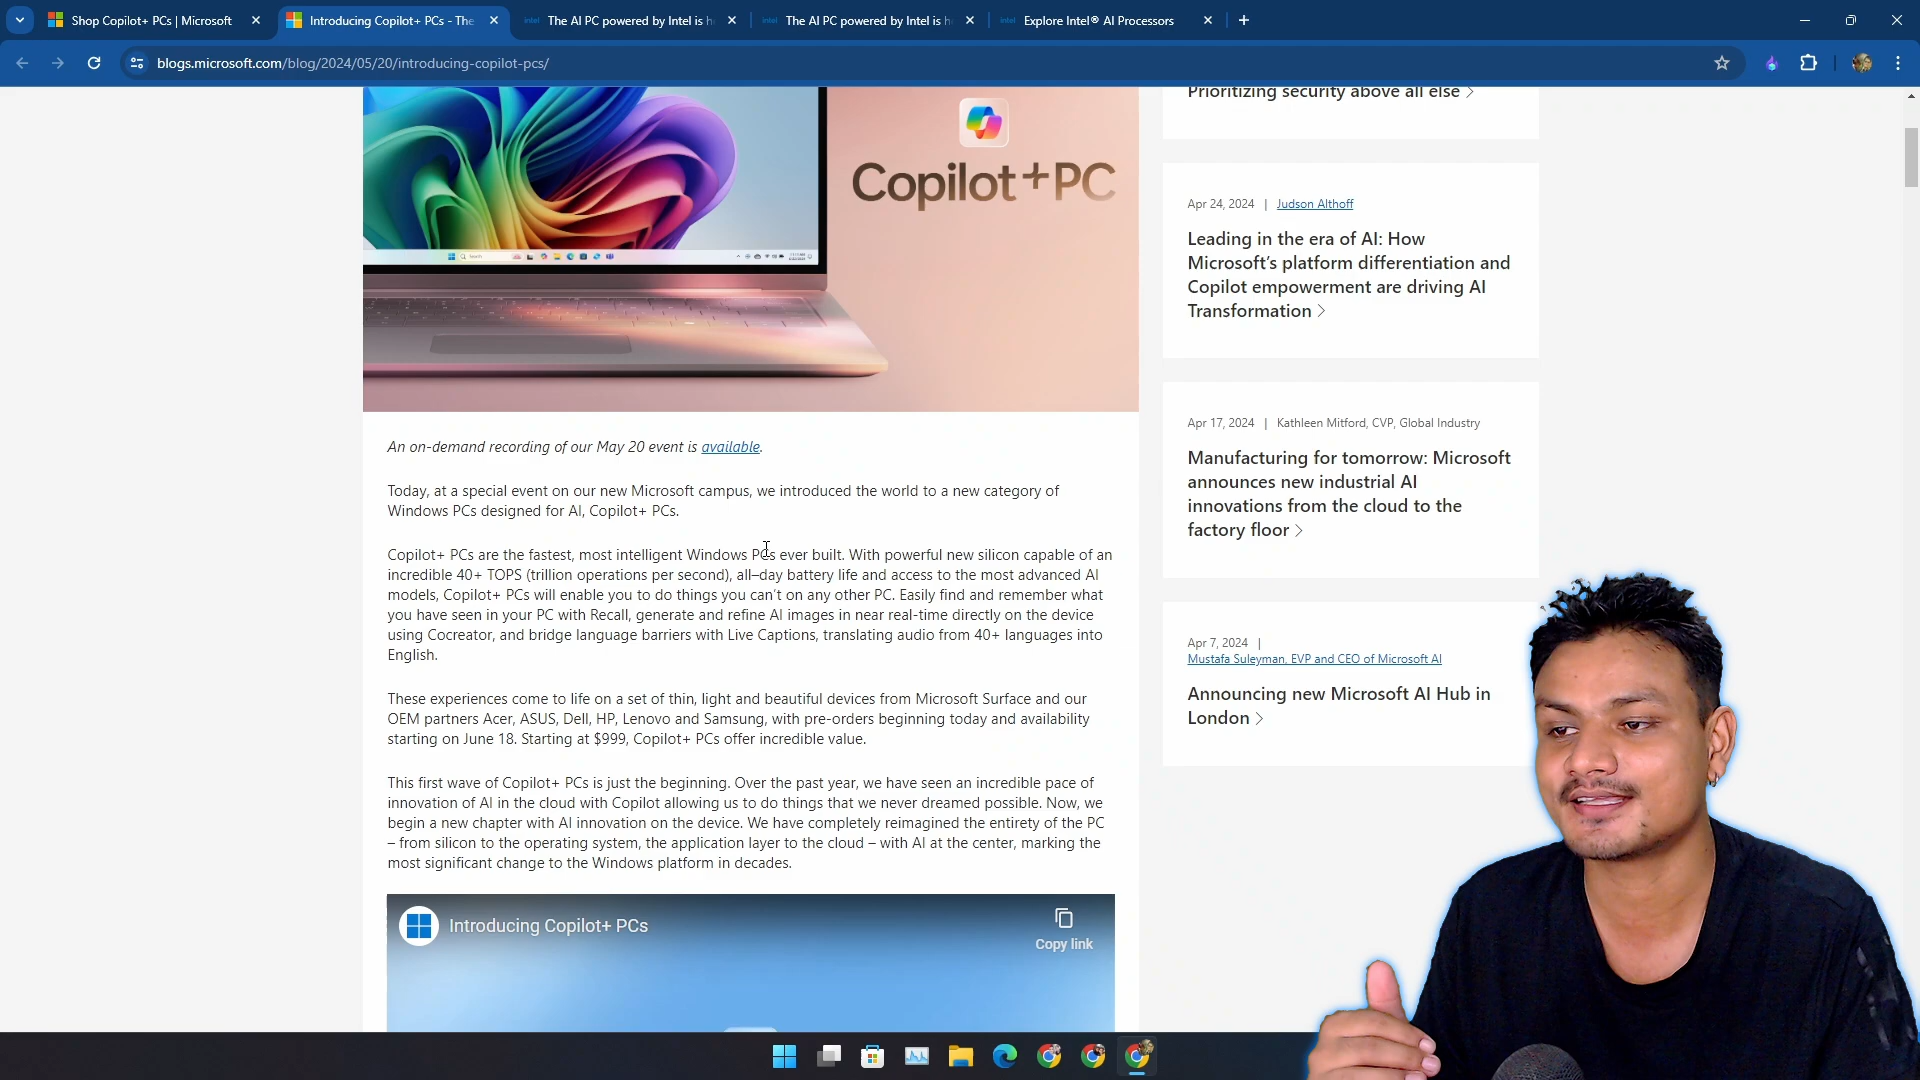 Shop Copilot+ PCs | Microsoft
Introducing Copilot+ PCs - The
intel
The AI PC powered by Intel is h
intel
The AI PC powered by Intel is h
intel
Explore Intel® AI Processors
blogs.microsoft.com/blog/2024/05/20/introducing-copilot-pcs/
Search
Copilot+PC
An on-demand recording of our May 20 event is available.
Today, at a special event on our new Microsoft campus, we introduced the world to a new category of
Windows PCs designed for AI, Copilot+ PCs.
Copilot+ PCs are the fastest, most intelligent Windows PCs ever built. With powerful new silicon capable of an
incredible 40+ TOPS (trillion operations per second), all–day battery life and access to the most advanced AI
models, Copilot+ PCs will enable you to do things you can't on any other PC. Easily find and remember what
you have seen in your PC with Recall, generate and refine AI images in near real-time directly on the device
using Cocreator, and bridge language barriers with Live Captions, translating audio from 40+ languages into
English.
These experiences come to life on a set of thin, light and beautiful devices from Microsoft Surface and our
OEM partners Acer, ASUS, Dell, HP, Lenovo and Samsung, with pre-orders beginning today and availability
starting on June 18. Starting at $999, Copilot+ PCs offer incredible value.
This first wave of Copilot+ PCs is just the beginning. Over the past year, we have seen an incredible pace of
innovation of AI in the cloud with Copilot allowing us to do things that we never dreamed possible. Now, we
begin a new chapter with AI innovation on the device. We have completely reimagined the entirety of the PC
– from silicon to the operating system, the application layer to the cloud – with AI at the center, marking the
most significant change to the Windows platform in decades.
Introducing Copilot+ PCs
Copy link
Prioritizing security above all else
Apr 24, 2024 | Judson Althoff
Leading in the era of AI: How
Microsoft's platform differentiation and
Copilot empowerment are driving AI
Transformation
Apr 17, 2024 | Kathleen Mitford, CVP, Global Industry
Manufacturing for tomorrow: Microsoft
announces new industrial AI
innovations from the cloud to the
factory floor
Apr 7, 2024 |
Mustafa Suleyman, EVP and CEO of Microsoft AI
Announcing new Microsoft AI Hub in
London